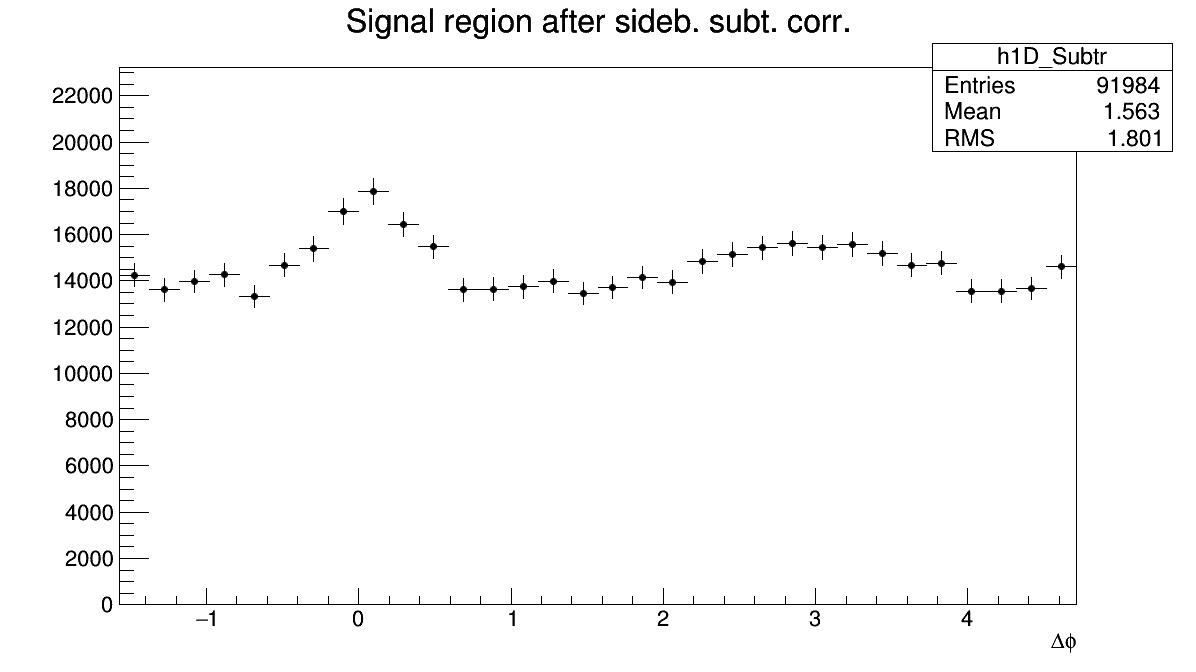 Signal region after sideb. subt. corr.
h1D_Subtr
Entries 91984
Mean 1.563
RMS 1.801
22000
20000
18000
16000
14000
12000
10000
8000
6000
4000
2000
0
−1 0 1 2 3 4
Δϕ